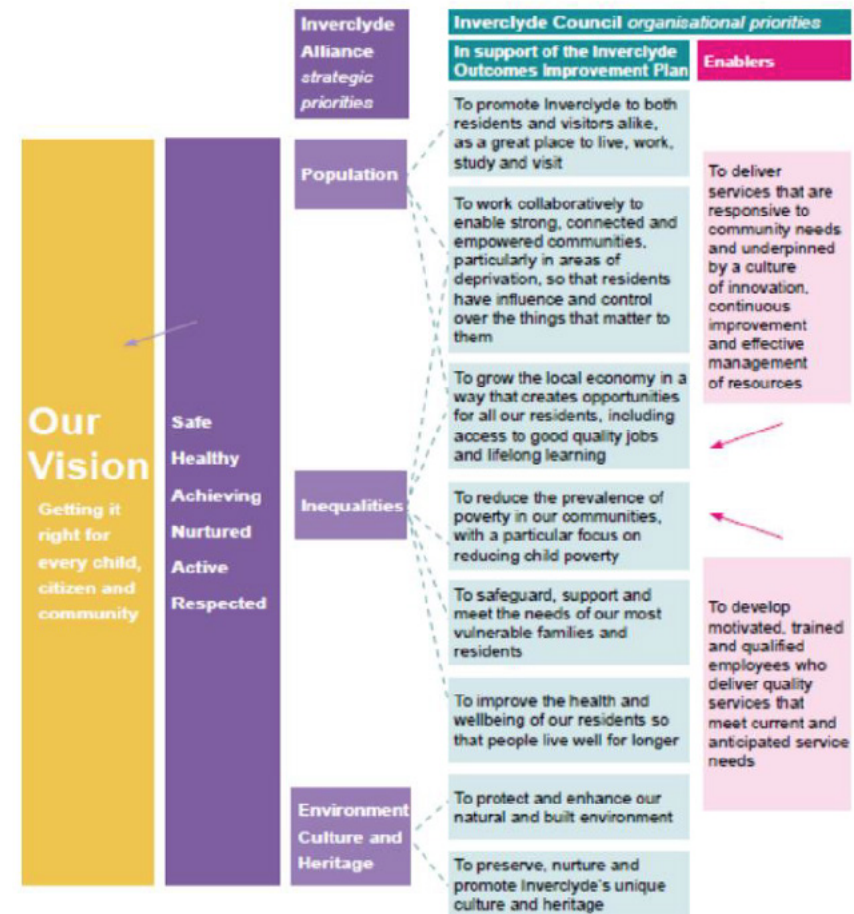 Inverclyde
Alliance
strategic
priorities
Inverclyde Council organisational priorities
In support of the Inverclyde
Outcomes Improvement Plan
Enablers
Our
Vision
Getting it
right for
every child,
citizen and
community
Safe
Healthy
Achieving
Nurtured
Active
Respected
Population
Inequalities
Environment
Culture and
Heritage
To promote Inverclyde to both
residents and visitors alike,
as a great place to live, work,
study and visit
To work collaboratively to
enable strong, connected and
empowered communities,
particularly in areas of
deprivation, so that residents
have influence and control
over the things that matter to
them
To grow the local economy in a
way that creates opportunities
for all our residents, including
access to good quality jobs
and lifelong learning
To reduce the prevalence of
poverty in our communities,
with a particular focus on
reducing child poverty
To safeguard, support and
meet the needs of our most
vulnerable families and
residents
To improve the health and
wellbeing of our residents so
that people live well for longer
To protect and enhance our
natural and built environment
To preserve, nurture and
promote Inverclyde's unique
culture and heritage
To deliver
services that are
responsive to
community needs
and underpinned
by a culture
of innovation,
continuous
improvement
and effective
management
of resources
To develop
motivated, trained
and qualified
employees who
deliver quality
services that
meet current and
anticipated service
needs